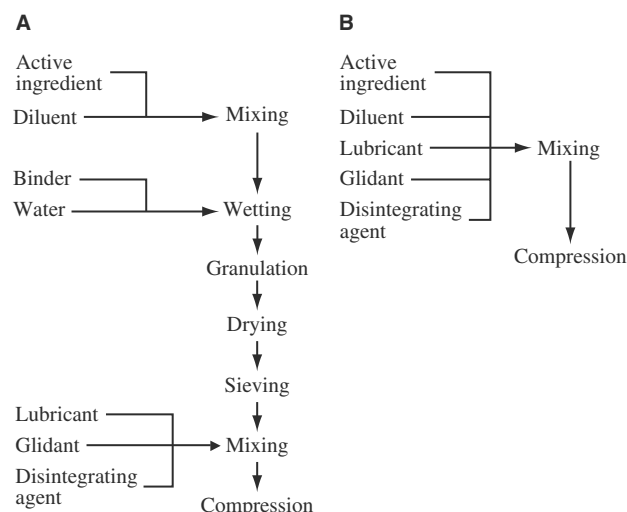 A
Active
ingredient
Diluent
Mixing
Binder
Water
Wetting
Granulation
Drying
Sieving
Lubricant
Glidant
Mixing
Disintegrating
agent
Compression
B
Active
ingredient
Diluent
Lubricant
Mixing
Glidant
Disintegrating
agent
Compression